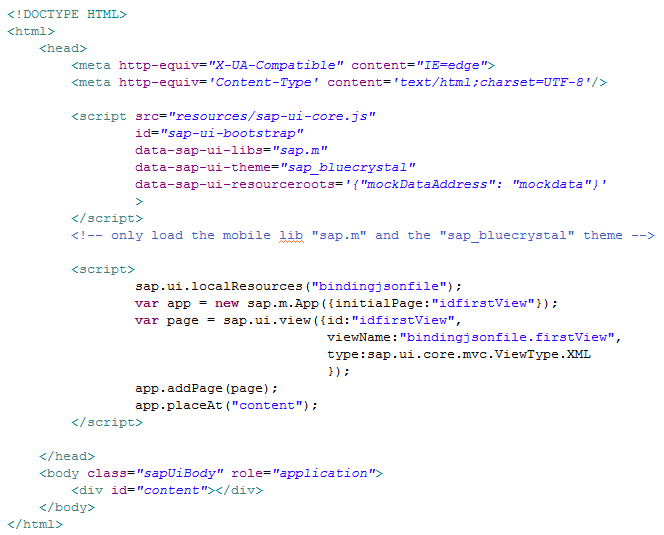 <!DOCTYPE HTML>
<html>
    <head>
        <meta http-equiv="X-UA-Compatible" content="IE=edge">
        <meta http-equiv='Content-Type' content='text/html;charset=UTF-8'/>

        <script src="resources/sap-ui-core.js"
                id="sap-ui-bootstrap"
                data-sap-ui-libs="sap.m"
                data-sap-ui-theme="sap_bluecrystal"
                data-sap-ui-resourceroots='{"mockDataAddress": "mockdata"}'
                >
        </script>
        <!-- only load the mobile lib "sap.m" and the "sap_bluecrystal" theme -->

        <script>
                sap.ui.localResources("bindingjsonfile");
                var app = new sap.m.App({initialPage:"idfirstView"});
                var page = sap.ui.view({id:"idfirstView",
                                        viewName:"bindingjsonfile.firstView",
                                        type:sap.ui.core.mvc.ViewType.XML
                                        });
                app.addPage(page);
                app.placeAt("content");
        </script>

    </head>
    <body class="sapUiBody" role="application">
        <div id="content"></div>
    </body>
</html>